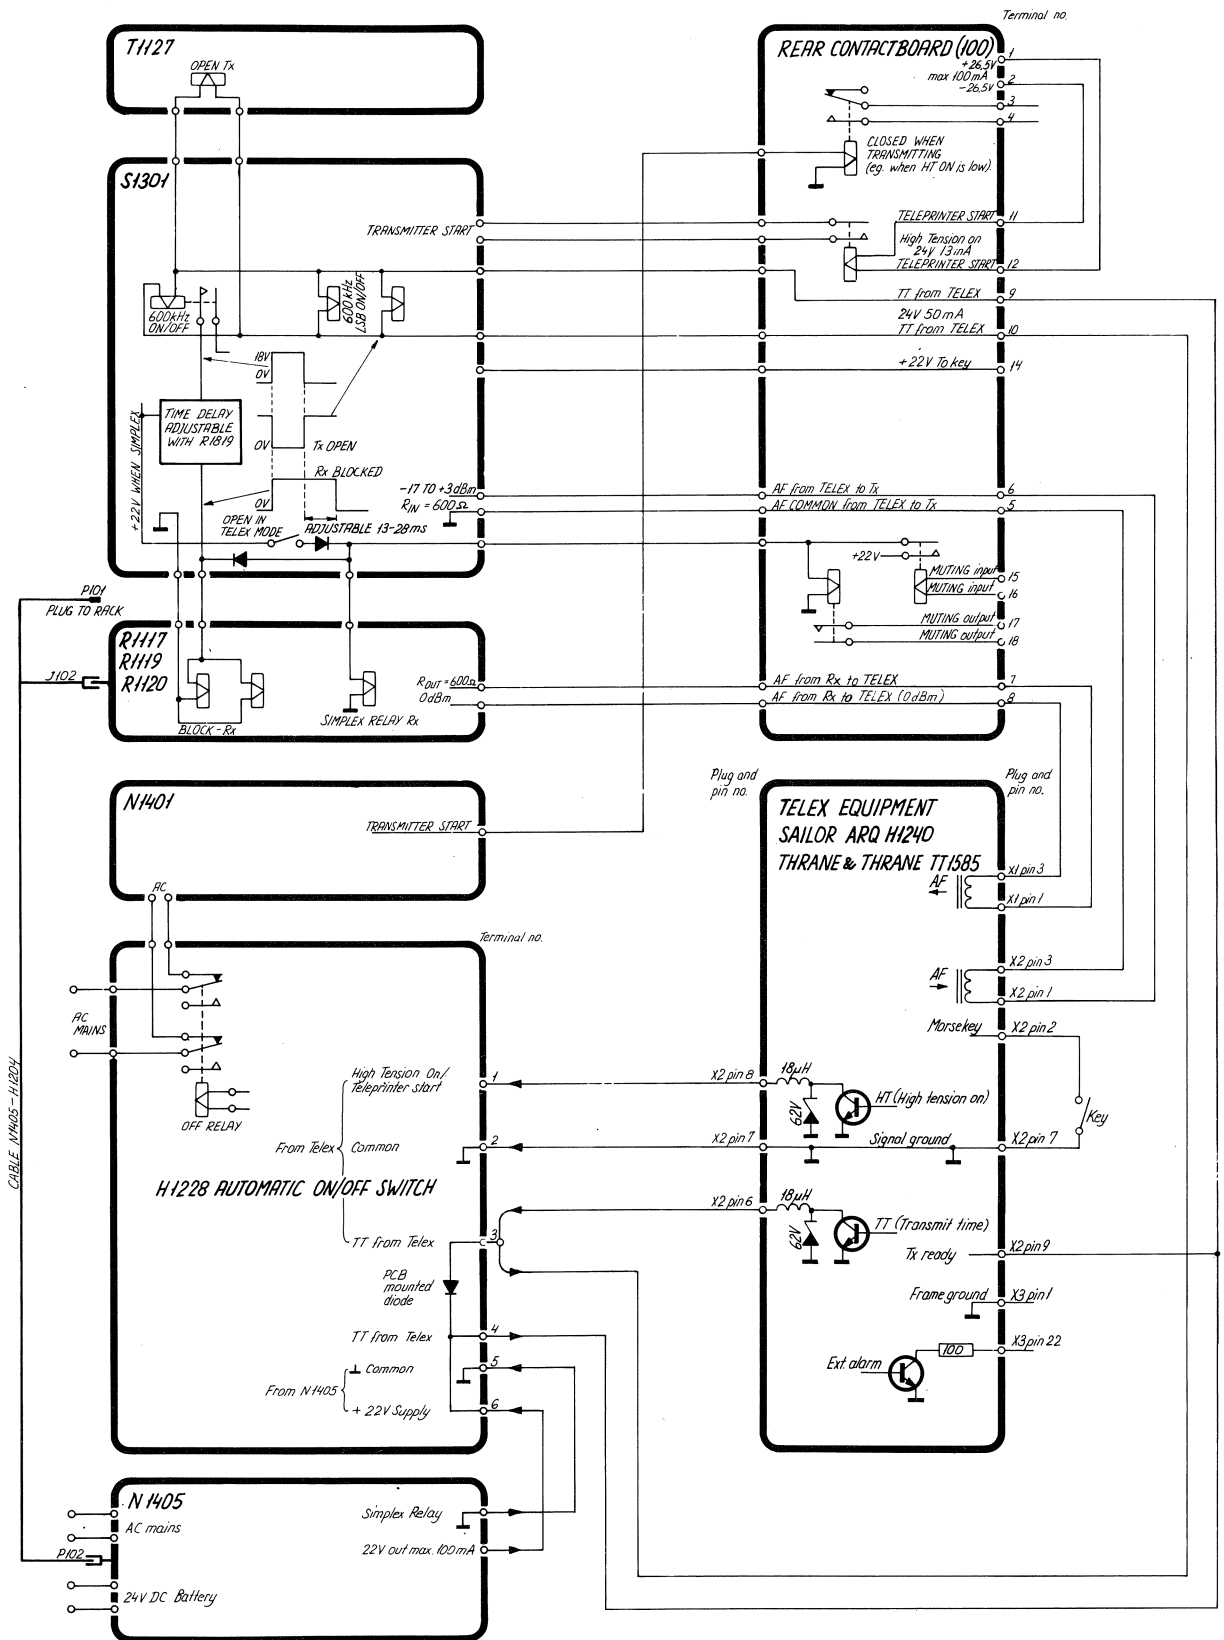 Terminal no.
T1127
OPEN Tx
REAR CONTACTBOARD (100)
1
+26,5V
max 100mA
2
-26,5V
3
4
CLOSED WHEN
TRANSMITTING
(eg. when HT ON is low).
S1301
TRANSMITTER START
TELEPRINTER START
11
High Tension on
24V 13mA
TELEPRINTER START
12
600kHz
ON/OFF
600kHz
LSB ON/OFF
TT from TELEX
9
24V 50mA
TT from TELEX
10
+22V To key
14
18V
0V
+22V WHEN SIMPLEX
TIME DELAY
ADJUSTABLE
WITH R1819
0V
Tx OPEN
Rx BLOCKED
0V
OPEN IN
TELEX MODE
ADJUSTABLE 13-28ms
-17 TO +3dBm
RIN = 600Ω
AF from TELEX to Tx
6
AF COMMON from TELEX to Tx
5
+22V
MUTING input
15
MUTING input
16
MUTING output
17
MUTING output
18
P101
PLUG TO RACK
J102
R1117
R1119
R1120
BLOCK-Rx
SIMPLEX RELAY Rx
ROUT=600Ω
0dBm
AF from Rx to TELEX
7
AF from Rx to TELEX (0dBm)
8
N1401
TRANSMITTER START
AC
Plug and
pin no.
Plug and
pin no.
TELEX EQUIPMENT
SAILOR ARQ H1240
THRANE & THRANE TT1585
AF
X1 pin 3
X1 pin 1
AF
X2 pin 3
X2 pin 1
Morsekey
X2 pin 2
Key
Terminal no.
AC
MAINS
OFF RELAY
High Tension On/
Teleprinter start
1
X2 pin 8
18µH
62V
HT (High tension on)
From Telex
Common
2
X2 pin 7
Signal ground
X2 pin 7
H1228 AUTOMATIC ON/OFF SWITCH
X2 pin 6
18µH
62V
TT (Transmit time)
TT from Telex
3
Tx ready
X2 pin 9
PCB
mounted
diode
Frame ground
X3 pin 1
TT from Telex
4
X3 pin 22
100
Ext. alarm
From N1405
Common
5
+ 22V Supply
6
CABLE N1405-H1204
N 1405
AC mains
P102
24V DC Battery
Simplex Relay
22V out max. 100mA